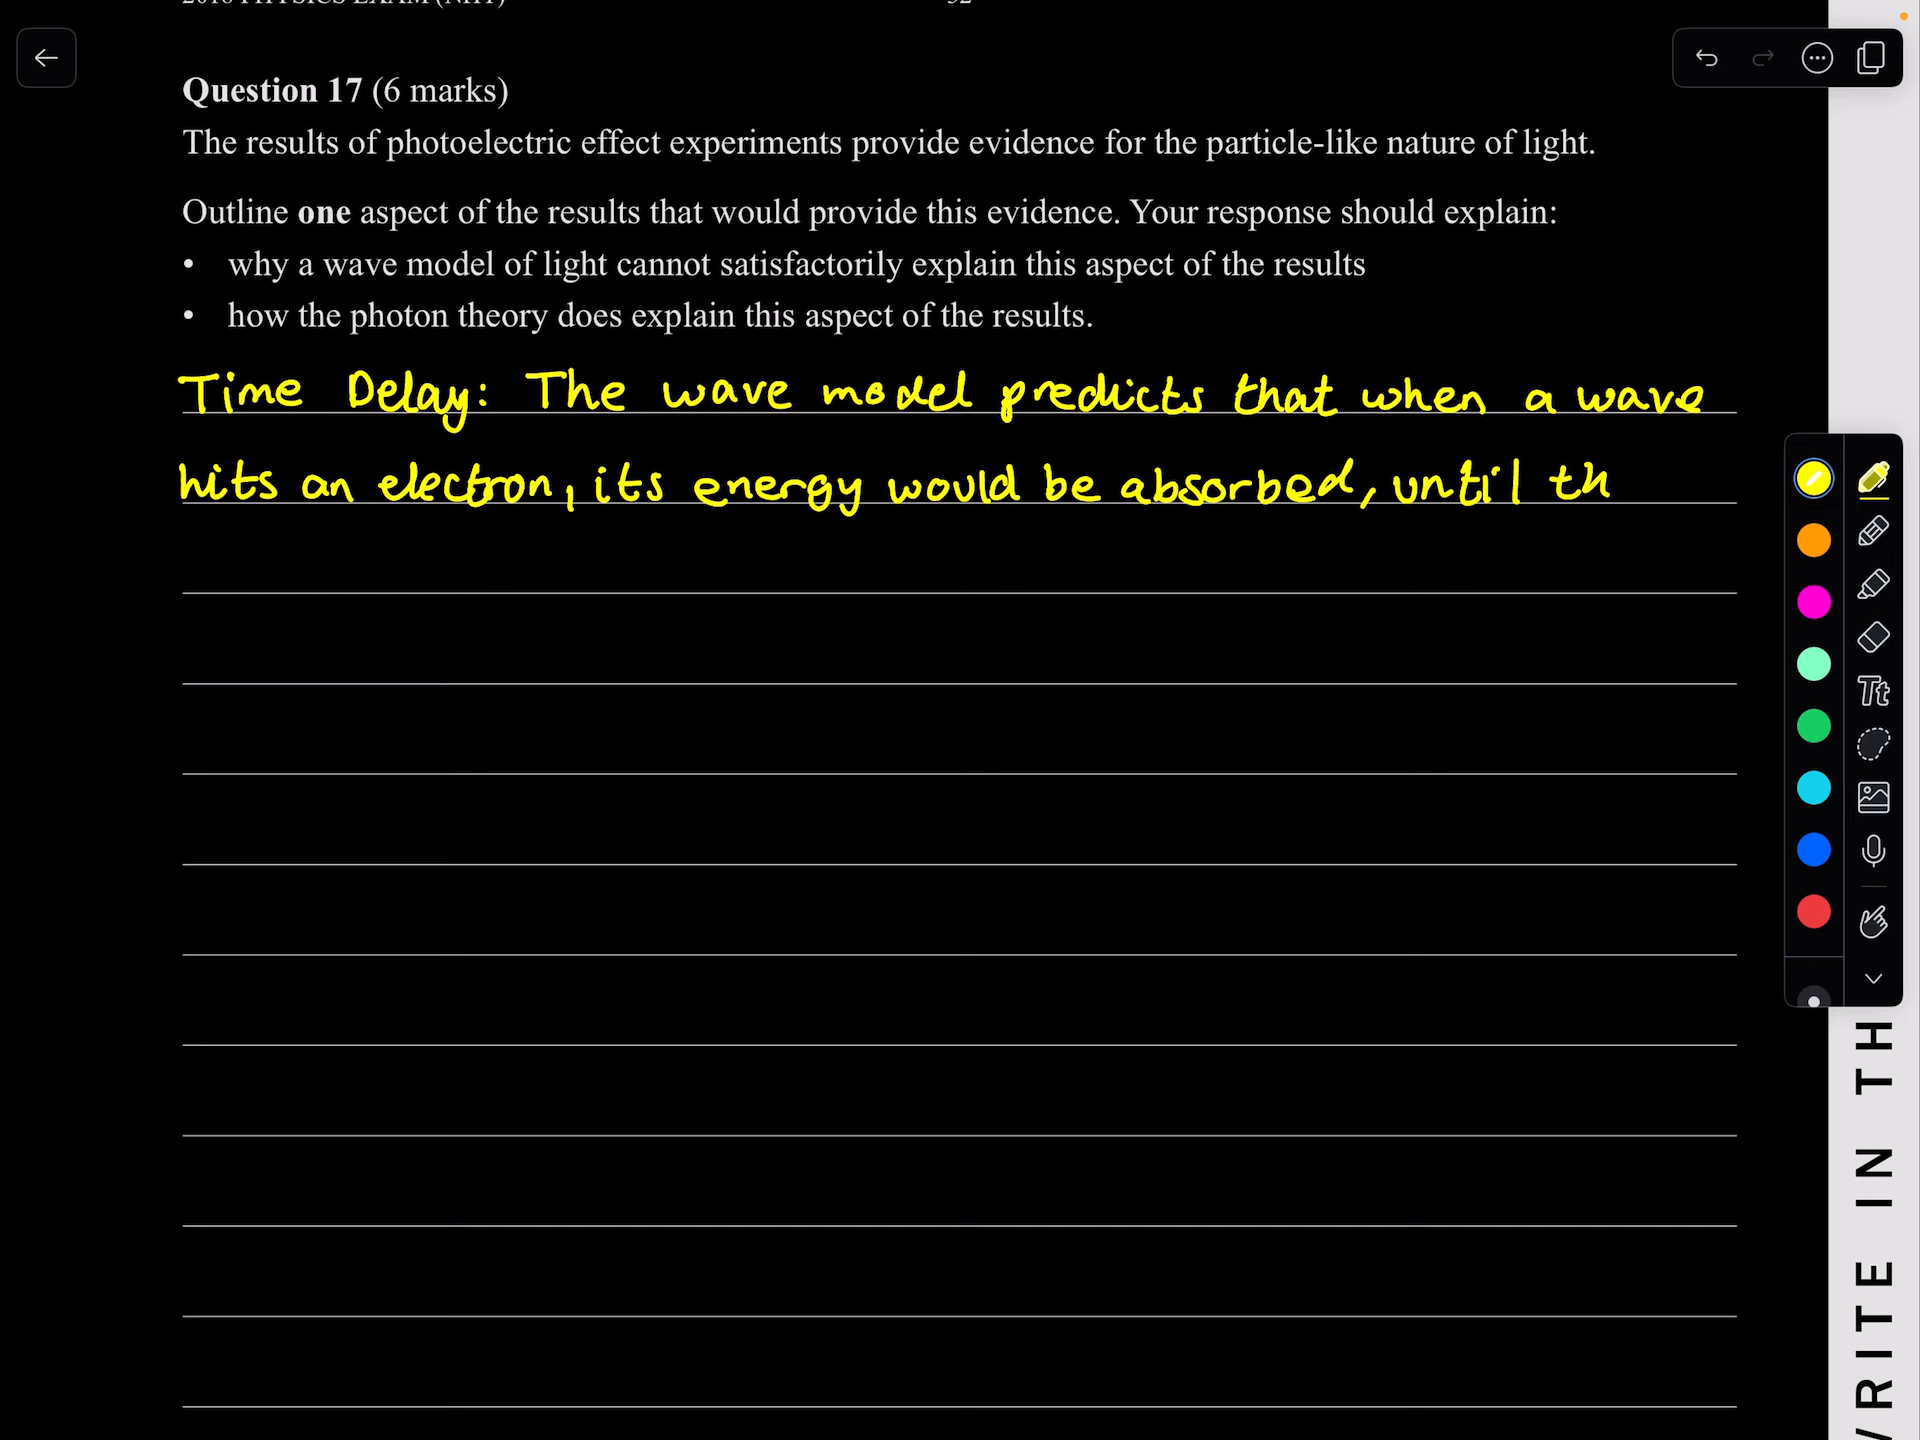 Question 17 (6 marks)
The results of photoelectric effect experiments provide evidence for the particle-like nature of light.
Outline one aspect of the results that would provide this evidence. Your response should explain:
• why a wave model of light cannot satisfactorily explain this aspect of the results
• how the photon theory does explain this aspect of the results.
Time Delay: The wave model predicts that when a wave
hits an electron, its energy would be absorbed, until th
Tt
WRITE IN TH